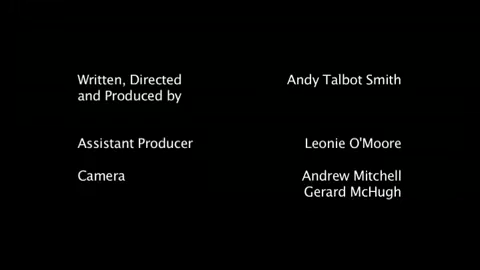 Written, Directed
and Produced by
Andy Talbot Smith
Assistant Producer
Leonie O'Moore
Camera
Andrew Mitchell
Gerard McHugh